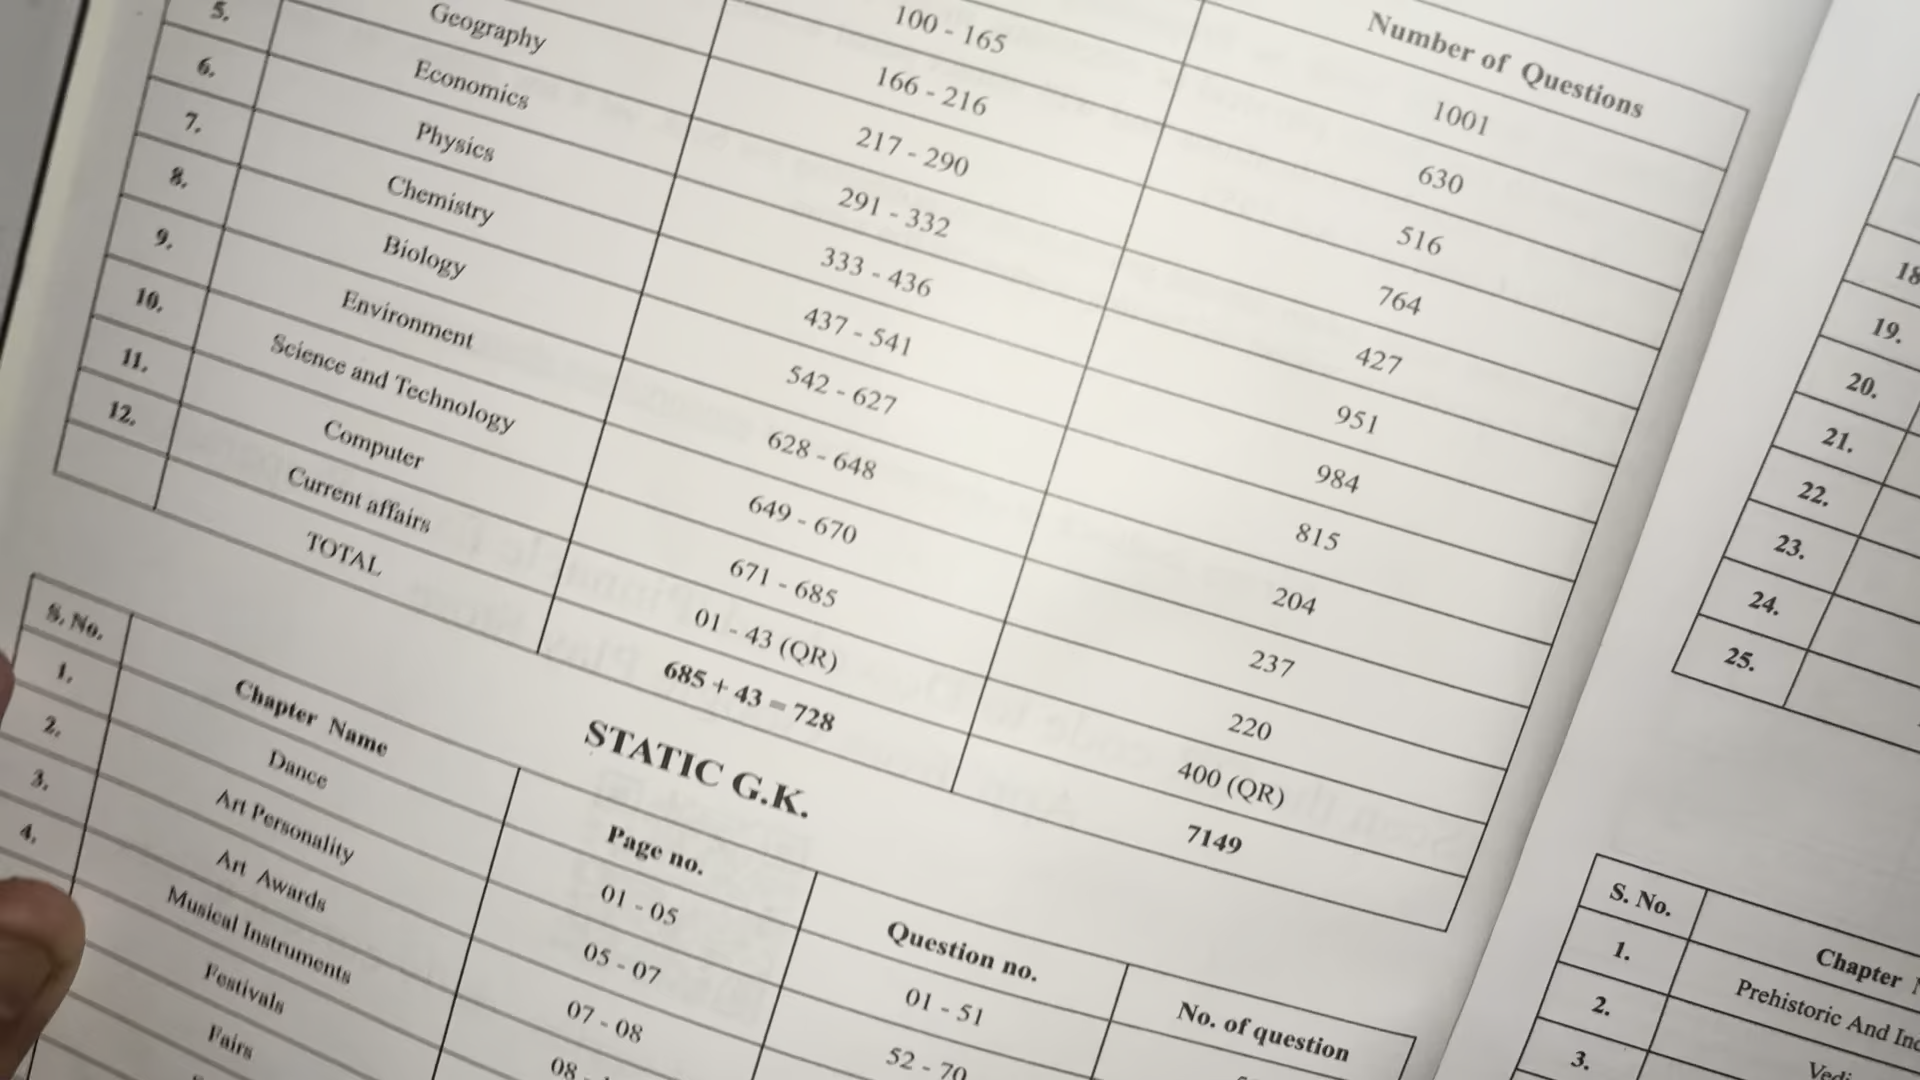 Number of Questions
1001
100 - 165 630
166 - 216 516
Geography 217 - 290 764
5. Economics 291 - 332 427
6. Physics 333 - 436 951
7. Chemistry 437 - 541 984
8. Biology 542 - 627 815
9. Environment 628 - 648 204
10. Science and Technology 649 - 670 237
11. Computer 671 - 685 220
12. Current affairs 01 - 43 (QR) 400 (QR)
TOTAL 685 + 43 = 728 7149
STATIC G.K.
S. No. Chapter Name Page no. Question no. No. of question
1. Dance 01 - 05 01 - 51
2. Art Personality 05 - 07 52 - 70
3. Art Awards 07 - 08
4. Musical Instruments 08 -
Festivals
Fairs
18
19.
20.
21.
22.
23.
24.
25.
S. No. Chapter
1. Prehistoric And
2.
3.